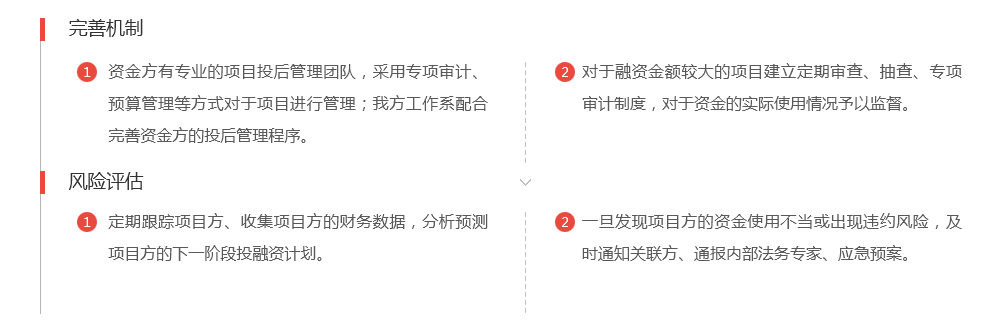 完善机制
1 资金方有专业的项目投后管理团队，采用专项审计、
预算管理等方式对于项目进行管理；我方工作系配合
完善资金方的投后管理程序。
2 对于融资金额较大的项目建立定期审查、抽查、专项
审计制度，对于资金的实际使用情况予以监督。
风险评估
1 定期跟踪项目方、收集项目方的财务数据，分析预测
项目方的下一阶段投融资计划。
2 一旦发现项目方的资金使用不当或出现违约风险，及
时通知关联方、通报内部法务专家、应急预案。